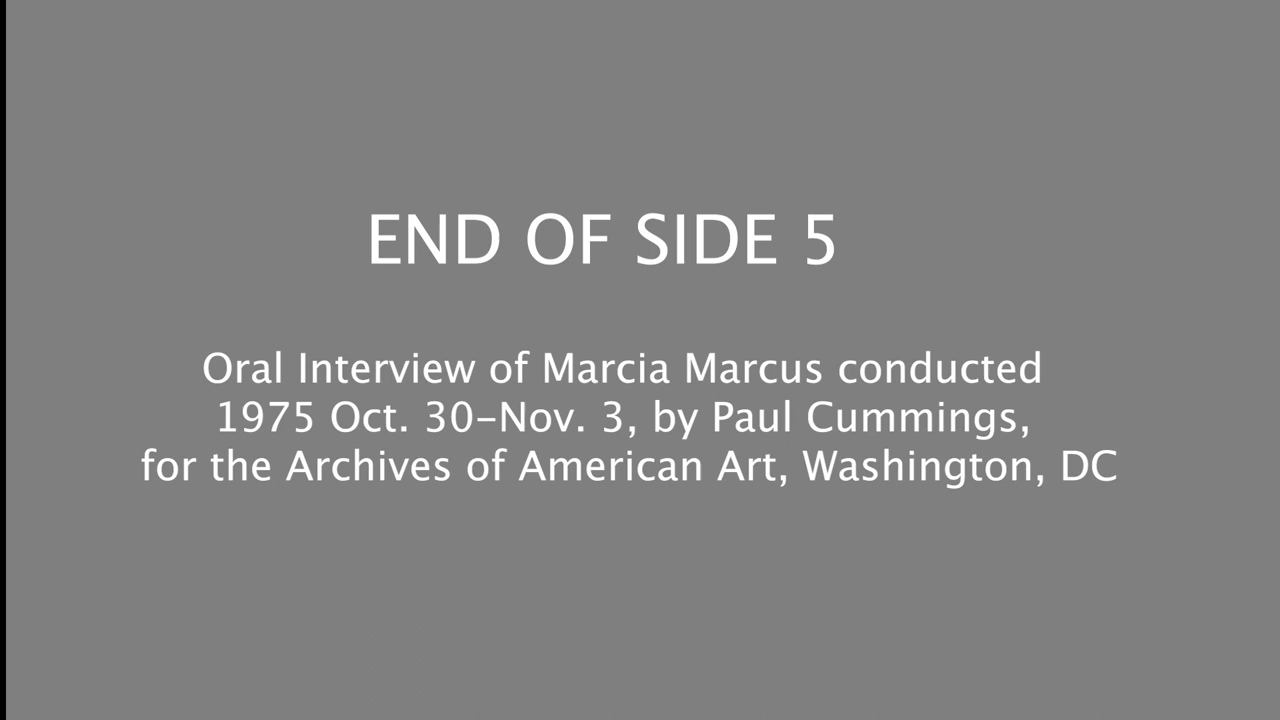 END OF SIDE 5
Oral Interview of Marcia Marcus conducted
1975 Oct. 30–Nov. 3, by Paul Cummings,
for the Archives of American Art, Washington, DC